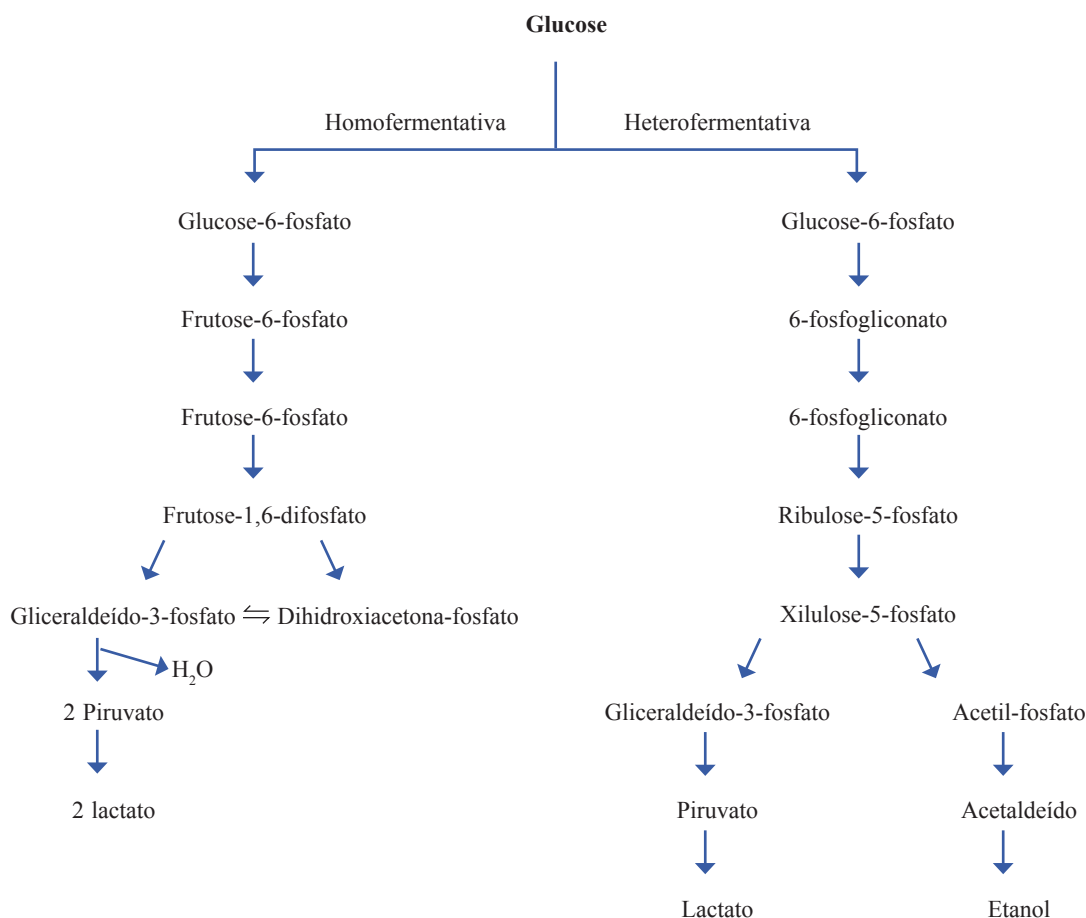 Glucose
Homofermentativa
Heterofermentativa
Glucose-6-fosfato
Glucose-6-fosfato
Frutose-6-fosfato
6-fosfogliconato
Frutose-6-fosfato
6-fosfogliconato
Frutose-1,6-difosfato
Ribulose-5-fosfato
Gliceraldeído-3-fosfato ⇌ Dihidroxiacetona-fosfato
Xilulose-5-fosfato
H₂O
2 Piruvato
Gliceraldeído-3-fosfato
Acetil-fosfato
2 lactato
Piruvato
Acetaldeído
Lactato
Etanol